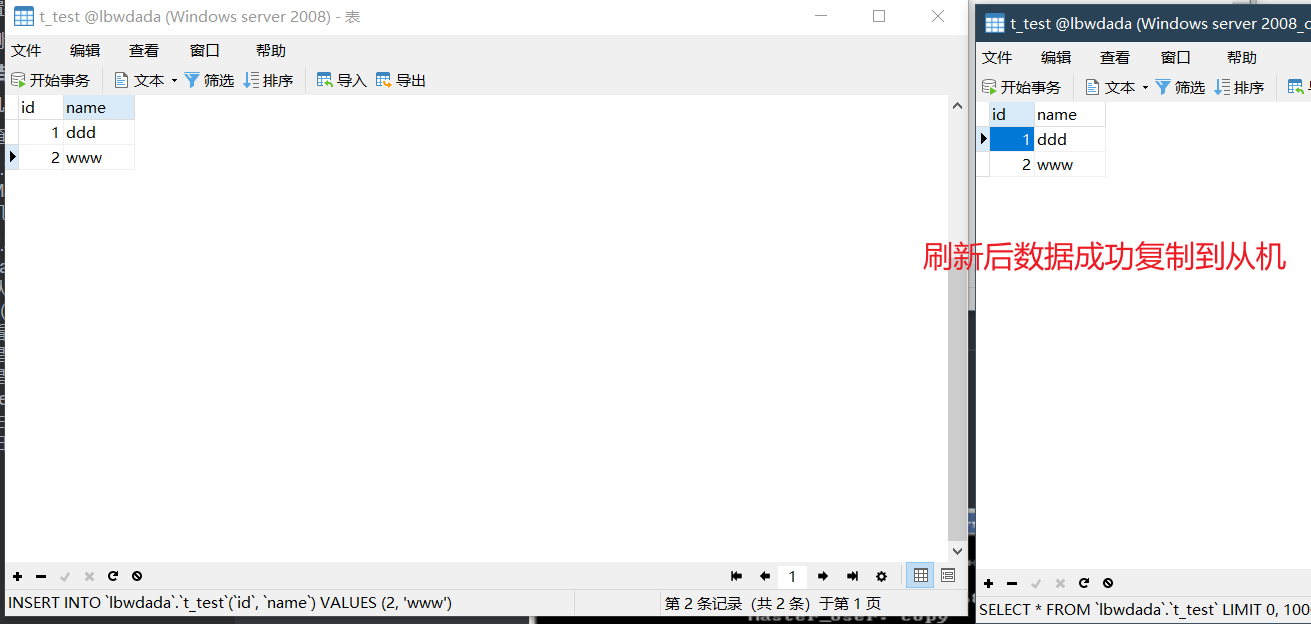 t_test @lbwdada (Windows server 2008) - 表
文件 编辑 查看 窗口 帮助
开始事务 文本 筛选 排序 导入 导出
id name
1 ddd
2 www
1
INSERT INTO `lbwdada`.`t_test`(`id`, `name`) VALUES (2, 'www')
第 2 条记录 (共 2 条) 于第 1 页
t_test @lbwdada (Windows server 2008_c
文件 编辑 查看 窗口 帮助
开始事务 文本 筛选 排序
id name
1 ddd
2 www
刷新后数据成功复制到从机
SELECT * FROM `lbwdada`.`t_test` LIMIT 0, 100
Master_User: copy